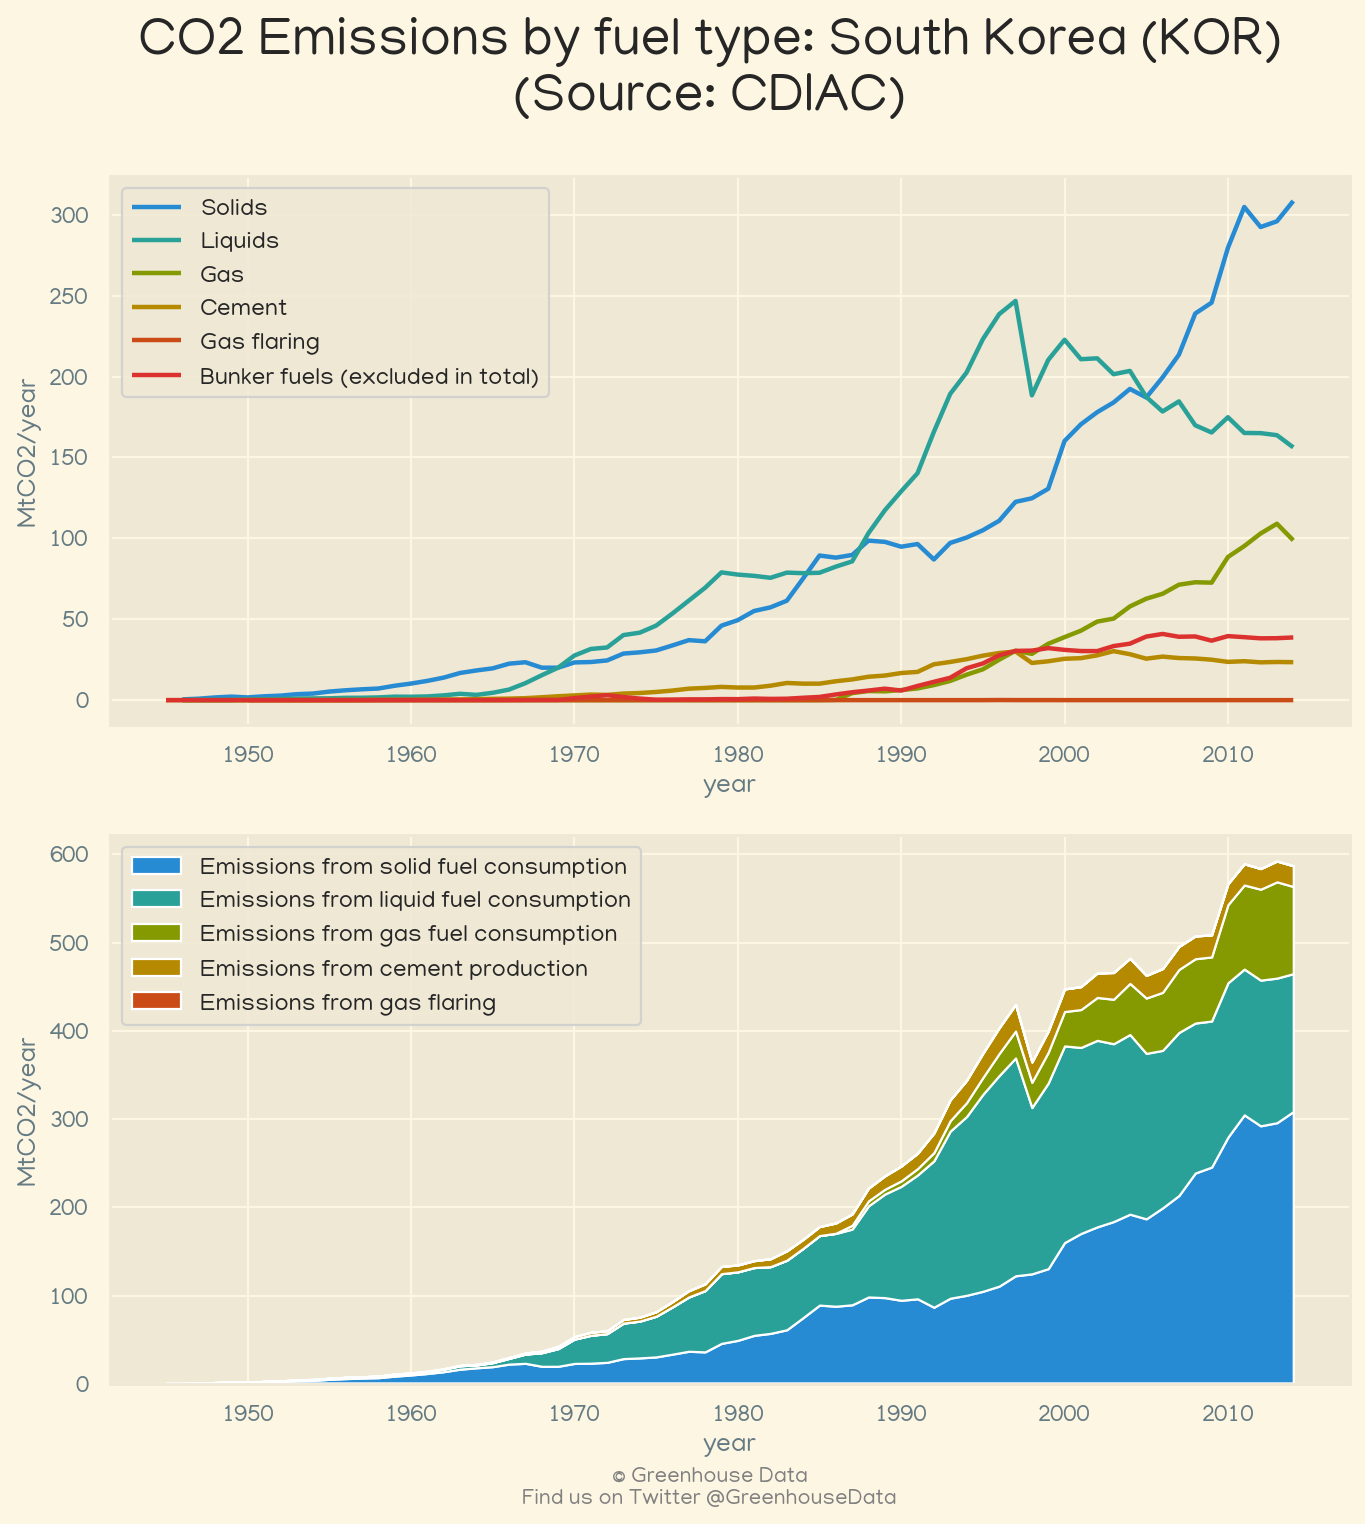 CO2 Emissions by fuel type: South Korea (KOR)
(Source: CDIAC)
Solids
Liquids
Gas
Cement
Gas flaring
Bunker fuels (excluded in total)
300
250
200
150
100
50
0
MtCO2/year
1950 1960 1970 1980 1990 2000 2010
year
Emissions from solid fuel consumption
Emissions from liquid fuel consumption
Emissions from gas fuel consumption
Emissions from cement production
Emissions from gas flaring
600
500
400
300
200
100
0
MtCO2/year
1950 1960 1970 1980 1990 2000 2010
year
© Greenhouse Data
Find us on Twitter @GreenhouseData